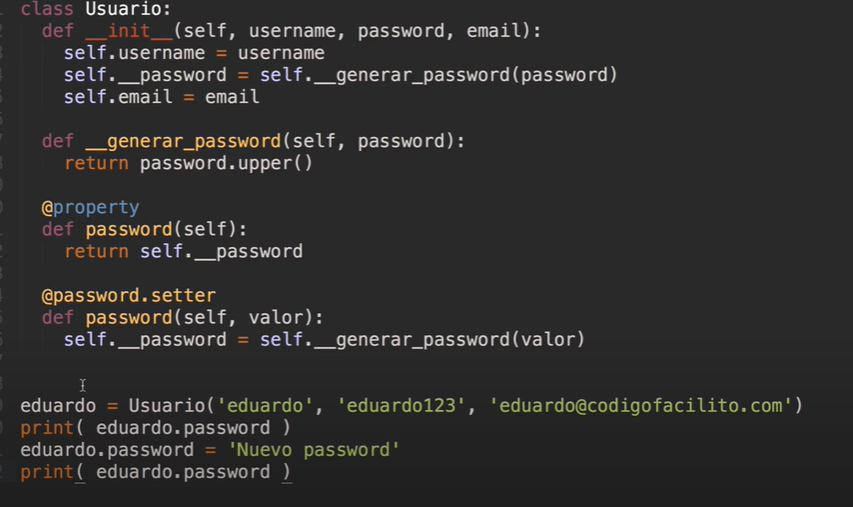 class Usuario:
  def __init__(self, username, password, email):
    self.username = username
    self.__password = self.__generar_password(password)
    self.email = email

  def __generar_password(self, password):
    return password.upper()

  @property
  def password(self):
    return self.__password

  @password.setter
  def password(self, valor):
    self.__password = self.__generar_password(valor)

eduardo = Usuario('eduardo', 'eduardo123', 'eduardo@codigofacilito.com')
print( eduardo.password )
eduardo.password = 'Nuevo password'
print( eduardo.password )